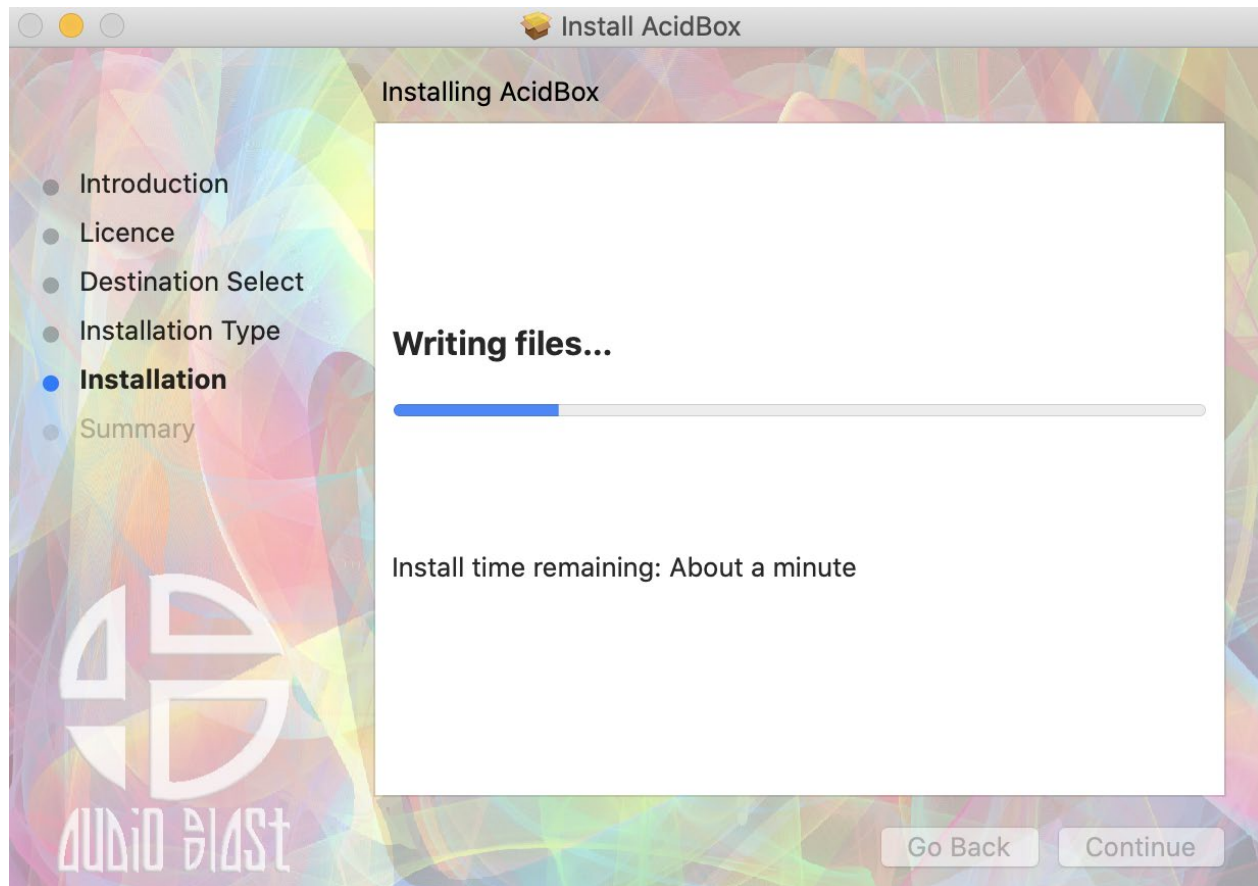 Install AcidBox
Installing AcidBox
Introduction
Licence
Destination Select
Installation Type
Installation
Summary
Writing files...
Install time remaining: About a minute
AUDiO BlASt
Go Back
Continue